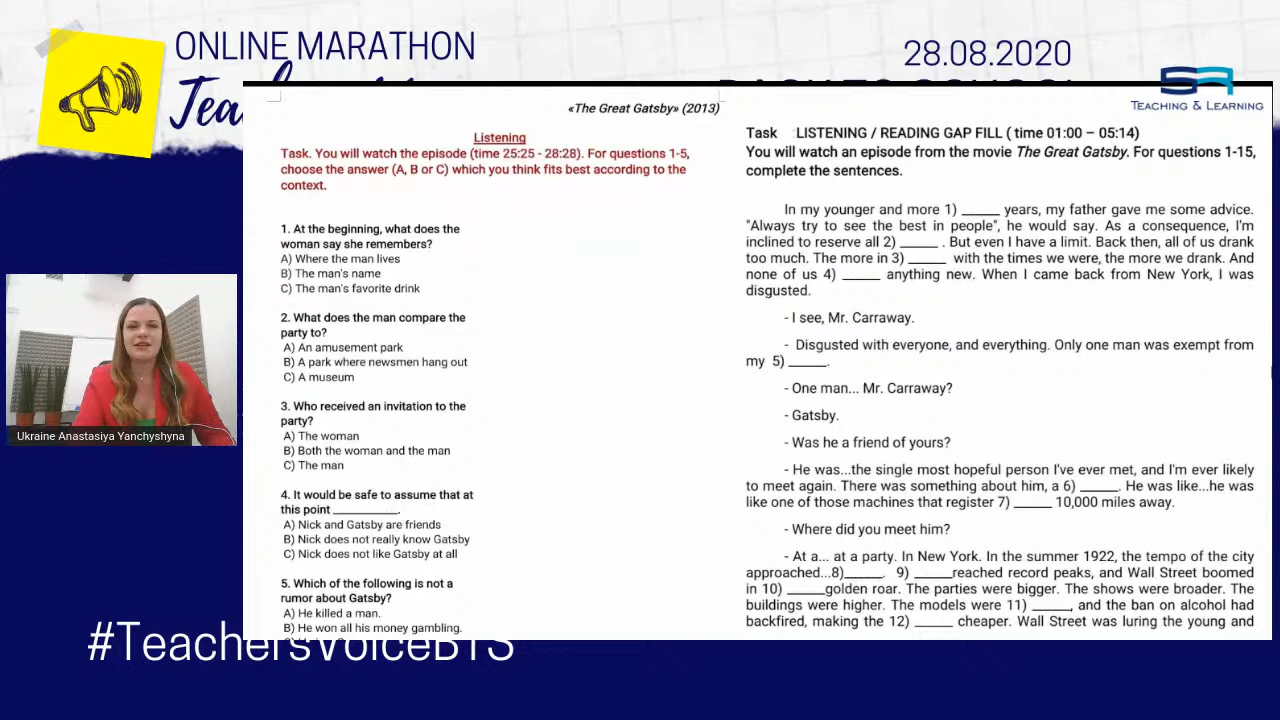 ONLINE MARATHON
28.08.2020
TEACHING & LEARNING
«The Great Gatsby» (2013)
Listening
Task. You will watch the episode (time 25:25 - 28:28). For questions 1-5,
choose the answer (A, B or C) which you think fits best according to the
context.
1. At the beginning, what does the
woman say she remembers?
A) Where the man lives
B) The man's name
C) The man's favorite drink
2. What does the man compare the
party to?
A) An amusement park
B) A park where newsmen hang out
C) A museum
3. Who received an invitation to the
party?
A) The woman
B) Both the woman and the man
C) The man
4. It would be safe to assume that at
this point __________.
A) Nick and Gatsby are friends
B) Nick does not really know Gatsby
C) Nick does not like Gatsby at all
5. Which of the following is not a
rumor about Gatsby?
A) He killed a man.
B) He won all his money gambling.
Task LISTENING / READING GAP FILL ( time 01:00 – 05:14)
You will watch an episode from the movie The Great Gatsby. For questions 1-15,
complete the sentences.
In my younger and more 1) _____ years, my father gave me some advice.
"Always try to see the best in people", he would say. As a consequence, I'm
inclined to reserve all 2) _____ . But even I have a limit. Back then, all of us drank
too much. The more in 3) _____ with the times we were, the more we drank. And
none of us 4) _____ anything new. When I came back from New York, I was
disgusted.
- I see, Mr. Carraway.
- Disgusted with everyone, and everything. Only one man was exempt from
my 5) _____.
- One man... Mr. Carraway?
- Gatsby.
- Was he a friend of yours?
- He was...the single most hopeful person I've ever met, and I'm ever likely
to meet again. There was something about him, a 6) _____. He was like...he was
like one of those machines that register 7) _____ 10,000 miles away.
- Where did you meet him?
- At a... at a party. In New York. In the summer 1922, the tempo of the city
approached...8)_____. 9) _____reached record peaks, and Wall Street boomed
in 10) _____golden roar. The parties were bigger. The shows were broader. The
buildings were higher. The models were 11) _____, and the ban on alcohol had
backfired, making the 12) _____ cheaper. Wall Street was luring the young and
Ukraine Anastasiya Yanchyshyna
#TeachersVoiceBTS